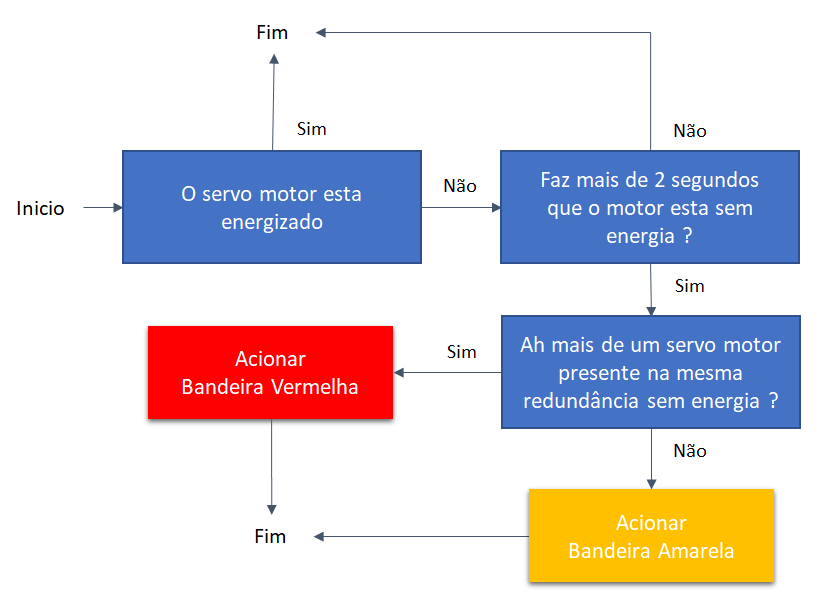 Fim
Sim
Não
Inicio
O servo motor esta
energizado
Não
Faz mais de 2 segundos
que o motor esta sem
energia ?
Sim
Acionar
Bandeira Vermelha
Sim
Ah mais de um servo motor
presente na mesma
redundância sem energia ?
Não
Fim
Acionar
Bandeira Amarela